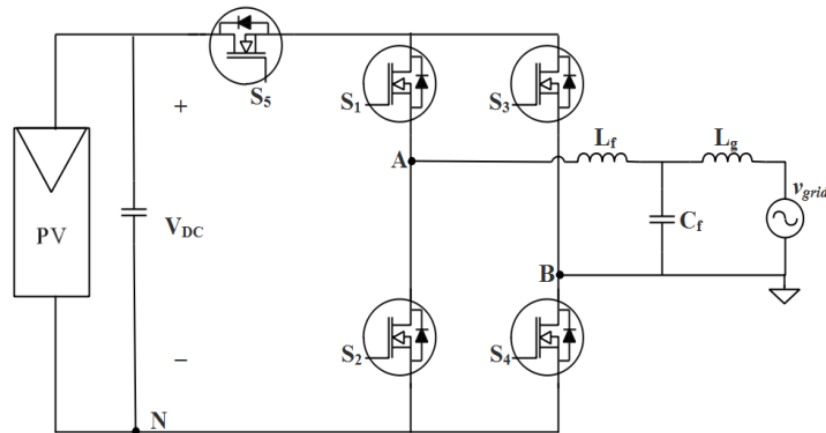 S5
S1
S3
Lf
Lg
A
vgrid
+
PV
VDC
Cf
B
S2
S4
−
N